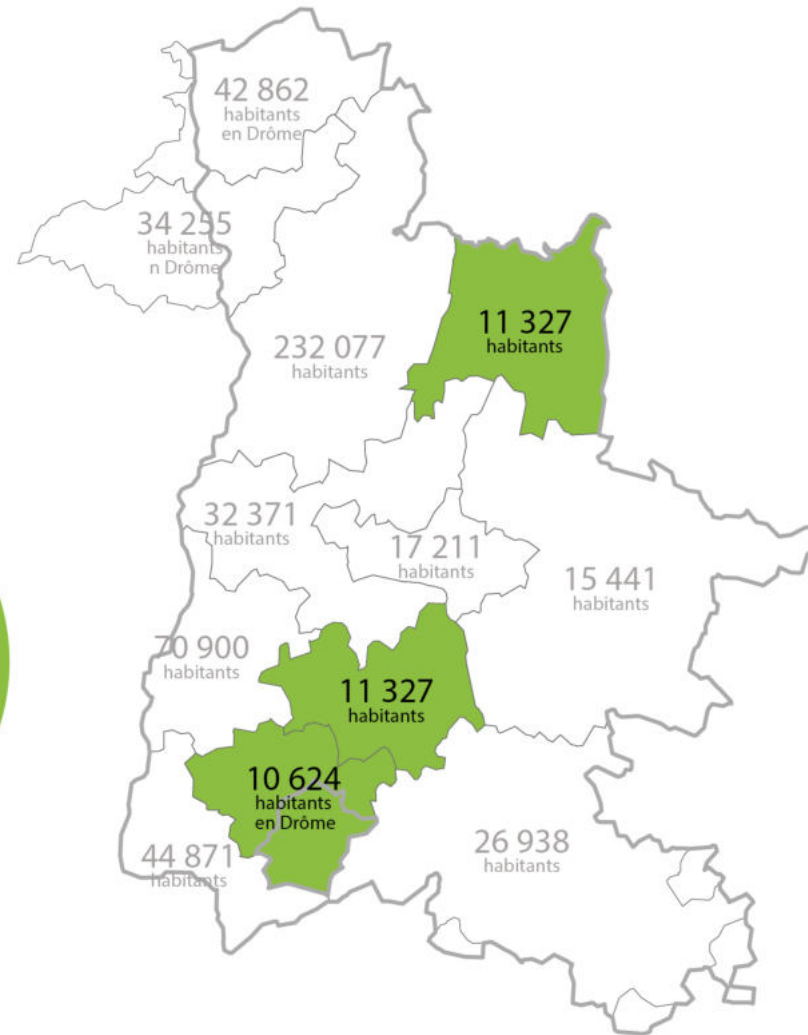 42 862
habitants
en Drôme
34 255
habitants
n Drôme
11 327
habitants
232 077
habitants
32 371
habitants
17 211
habitants
15 441
habitants
70 900
habitants
11 327
habitants
10 624
habitants
en Drôme
44 871
habitants
26 938
habitants